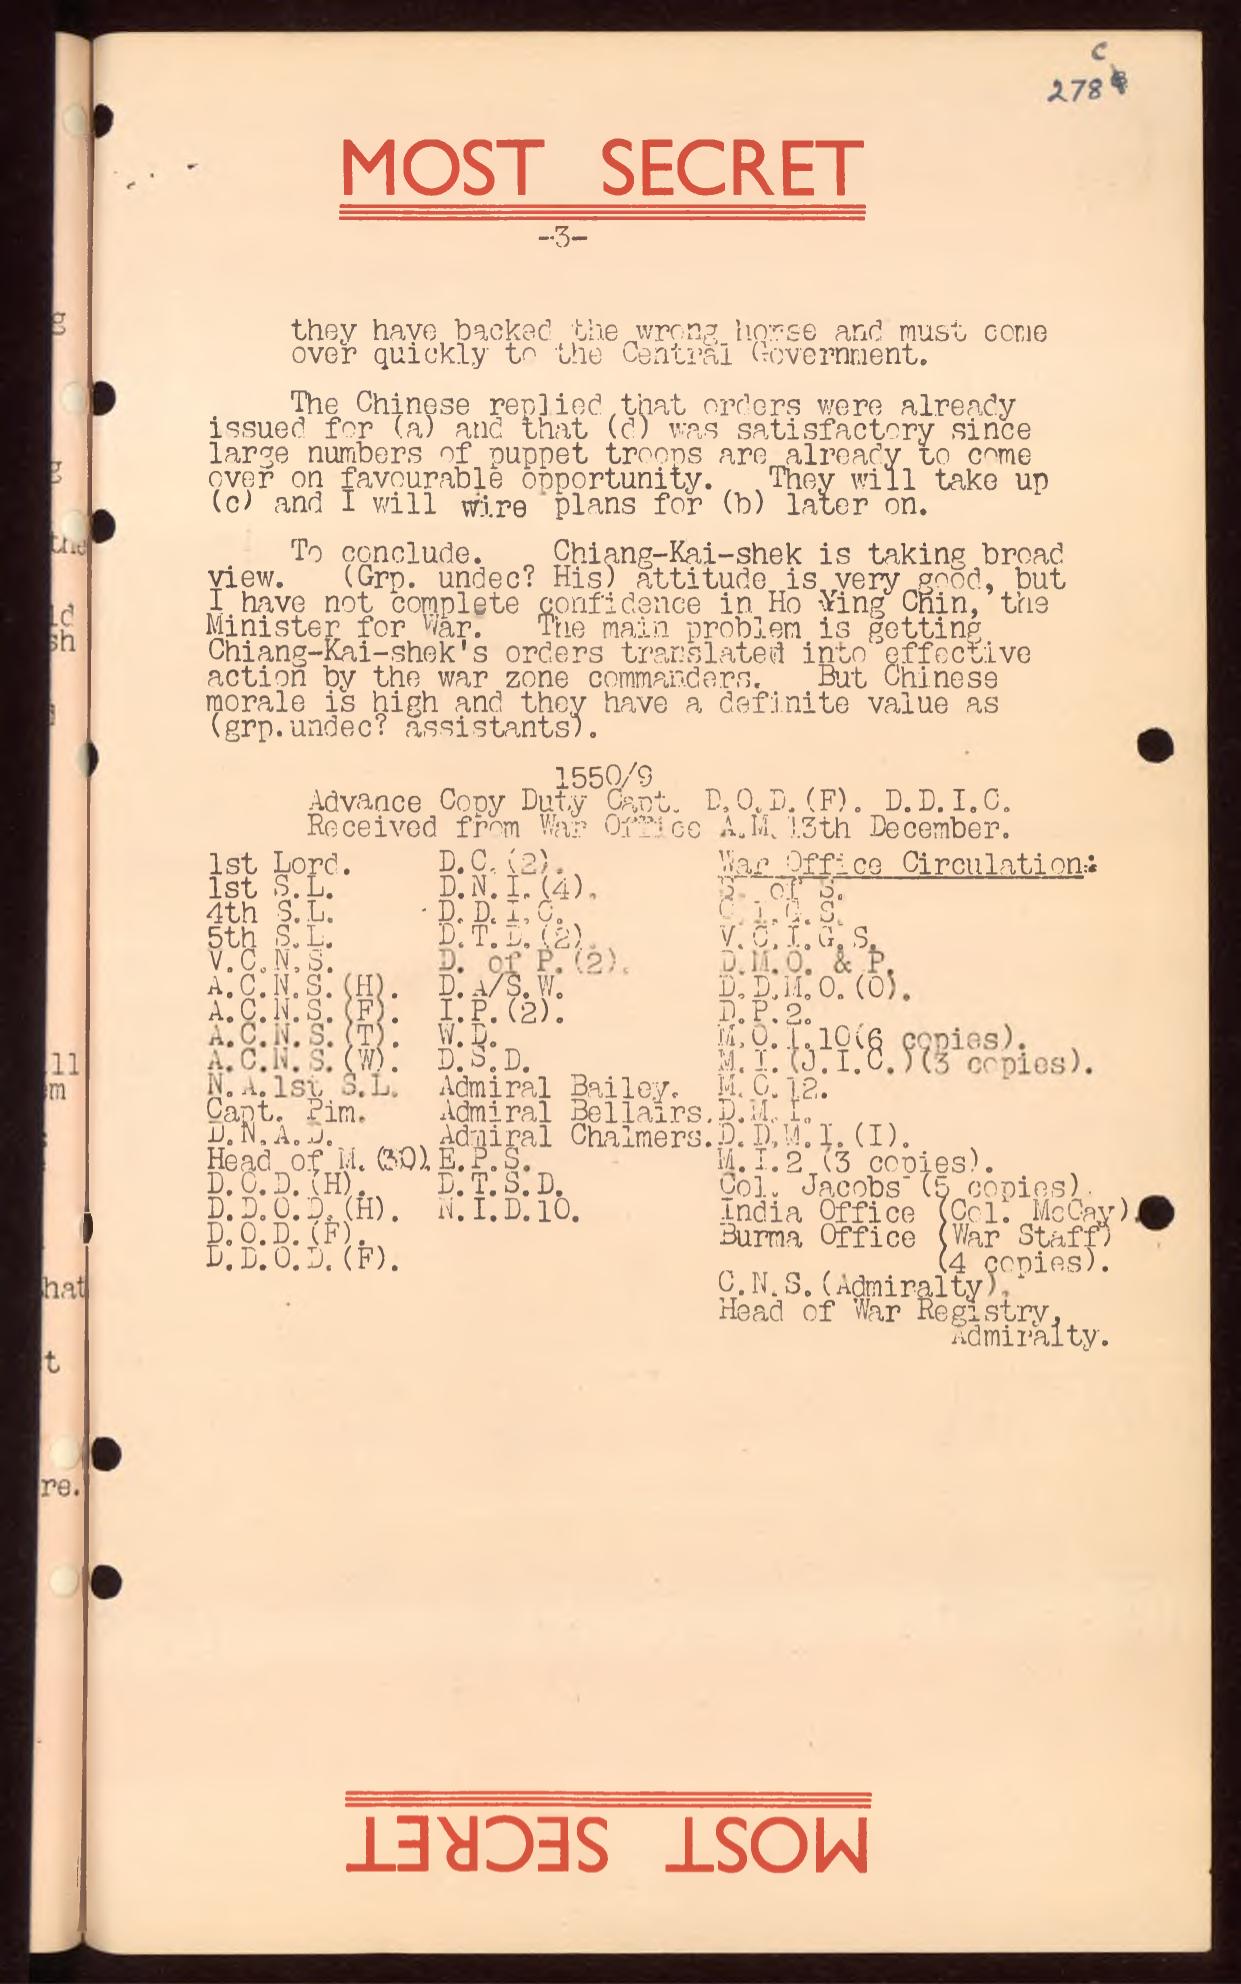 C
278
MOST SECRET
-3-
they have backed the wrong horse and must come
over quickly to the Central Government.
The Chinese replied that orders were already
issued for (a) and that (d) was satisfactory since
large numbers of puppet troops are already to come
over on favourable opportunity. They will take up
(c) and I will wire plans for (b) later on.
To conclude. Chiang-Kai-shek is taking broad
view. (Grp. undec? His) attitude is very good, but
I have not complete confidence in Ho Ying Chin, the
Minister for War. The main problem is getting
Chiang-Kai-shek's orders translated into effective
action by the war zone commanders. But Chinese
morale is high and they have a definite value as
(grp.undec? assistants).
1550/9
Advance Copy Duty Capt. D.O.D.(F). D.D.I.C.
Received from War Office A.M. 13th December.
1st Lord.
1st S.L.
4th S.L.
5th S.L.
V.C.N.S.
A.C.N.S.(H).
A.C.N.S.(F).
A.C.N.S.(T).
A.C.N.S.(W).
N.A.1st S.L.
Capt. Pim.
D.N.A.D.
Head of M.(30).
D.O.D.(H).
D.D.O.D.(H).
D.O.D.(F).
D.D.O.D.(F).
D.C.(2).
D.N.I.(4).
D.D.I.C.
D.T.D.(2).
D. of P.(2).
D.A/S.W.
I.P.(2).
W.D.
D.S.D.
Admiral Bailey.
Admiral Bellairs.
Admiral Chalmers.
E.P.S.
D.T.S.D.
N.I.D.10.
War Office Circulation:
S. of S.
C.I.G.S.
V.C.I.G.S.
D.M.O. & P.
D.D.M.O.(O).
D.P.2.
M.O.1.10(6 copies).
M.I.(J.I.C.)(3 copies).
M.O.12.
D.M.I.
D.D.M.I.(I).
M.I.2 (3 copies).
Col. Jacobs (5 copies).
India Office (Col. McCay).
Burma Office (War Staff)
(4 copies).
C.N.S.(Admiralty).
Head of War Registry,
Admiralty.
MOST SECRET